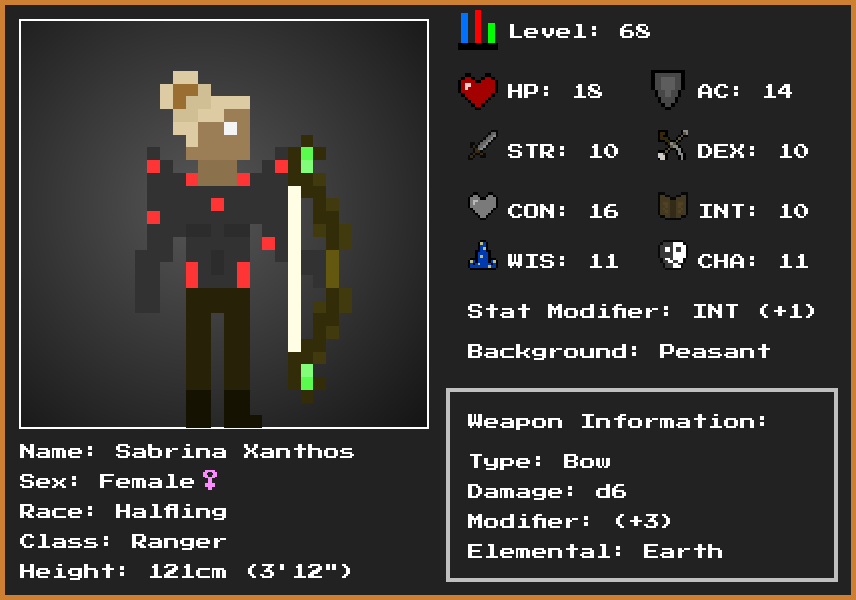 Level: 68
HP: 18
AC: 14
STR: 10
DEX: 10
CON: 16
INT: 10
WIS: 11
CHA: 11
Stat Modifier: INT (+1)
Background: Peasant
Name: Sabrina Xanthos
Sex: Female♀
Race: Halfling
Class: Ranger
Height: 121cm (3'12")
Weapon Information:
Type: Bow
Damage: d6
Modifier: (+3)
Elemental: Earth